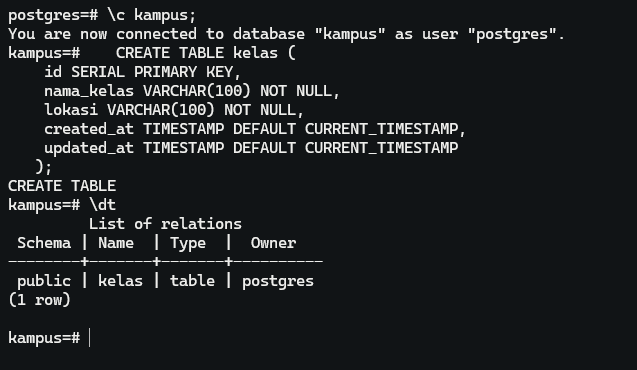 postgres=# \c kampus;
You are now connected to database "kampus" as user "postgres".
kampus=#    CREATE TABLE kelas (
    id SERIAL PRIMARY KEY,
    nama_kelas VARCHAR(100) NOT NULL,
    lokasi VARCHAR(100) NOT NULL,
    created_at TIMESTAMP DEFAULT CURRENT_TIMESTAMP,
    updated_at TIMESTAMP DEFAULT CURRENT_TIMESTAMP
   );
CREATE TABLE
kampus=# \dt
         List of relations
 Schema | Name  | Type  |  Owner
--------+-------+-------+----------
 public | kelas | table | postgres
(1 row)
kampus=#